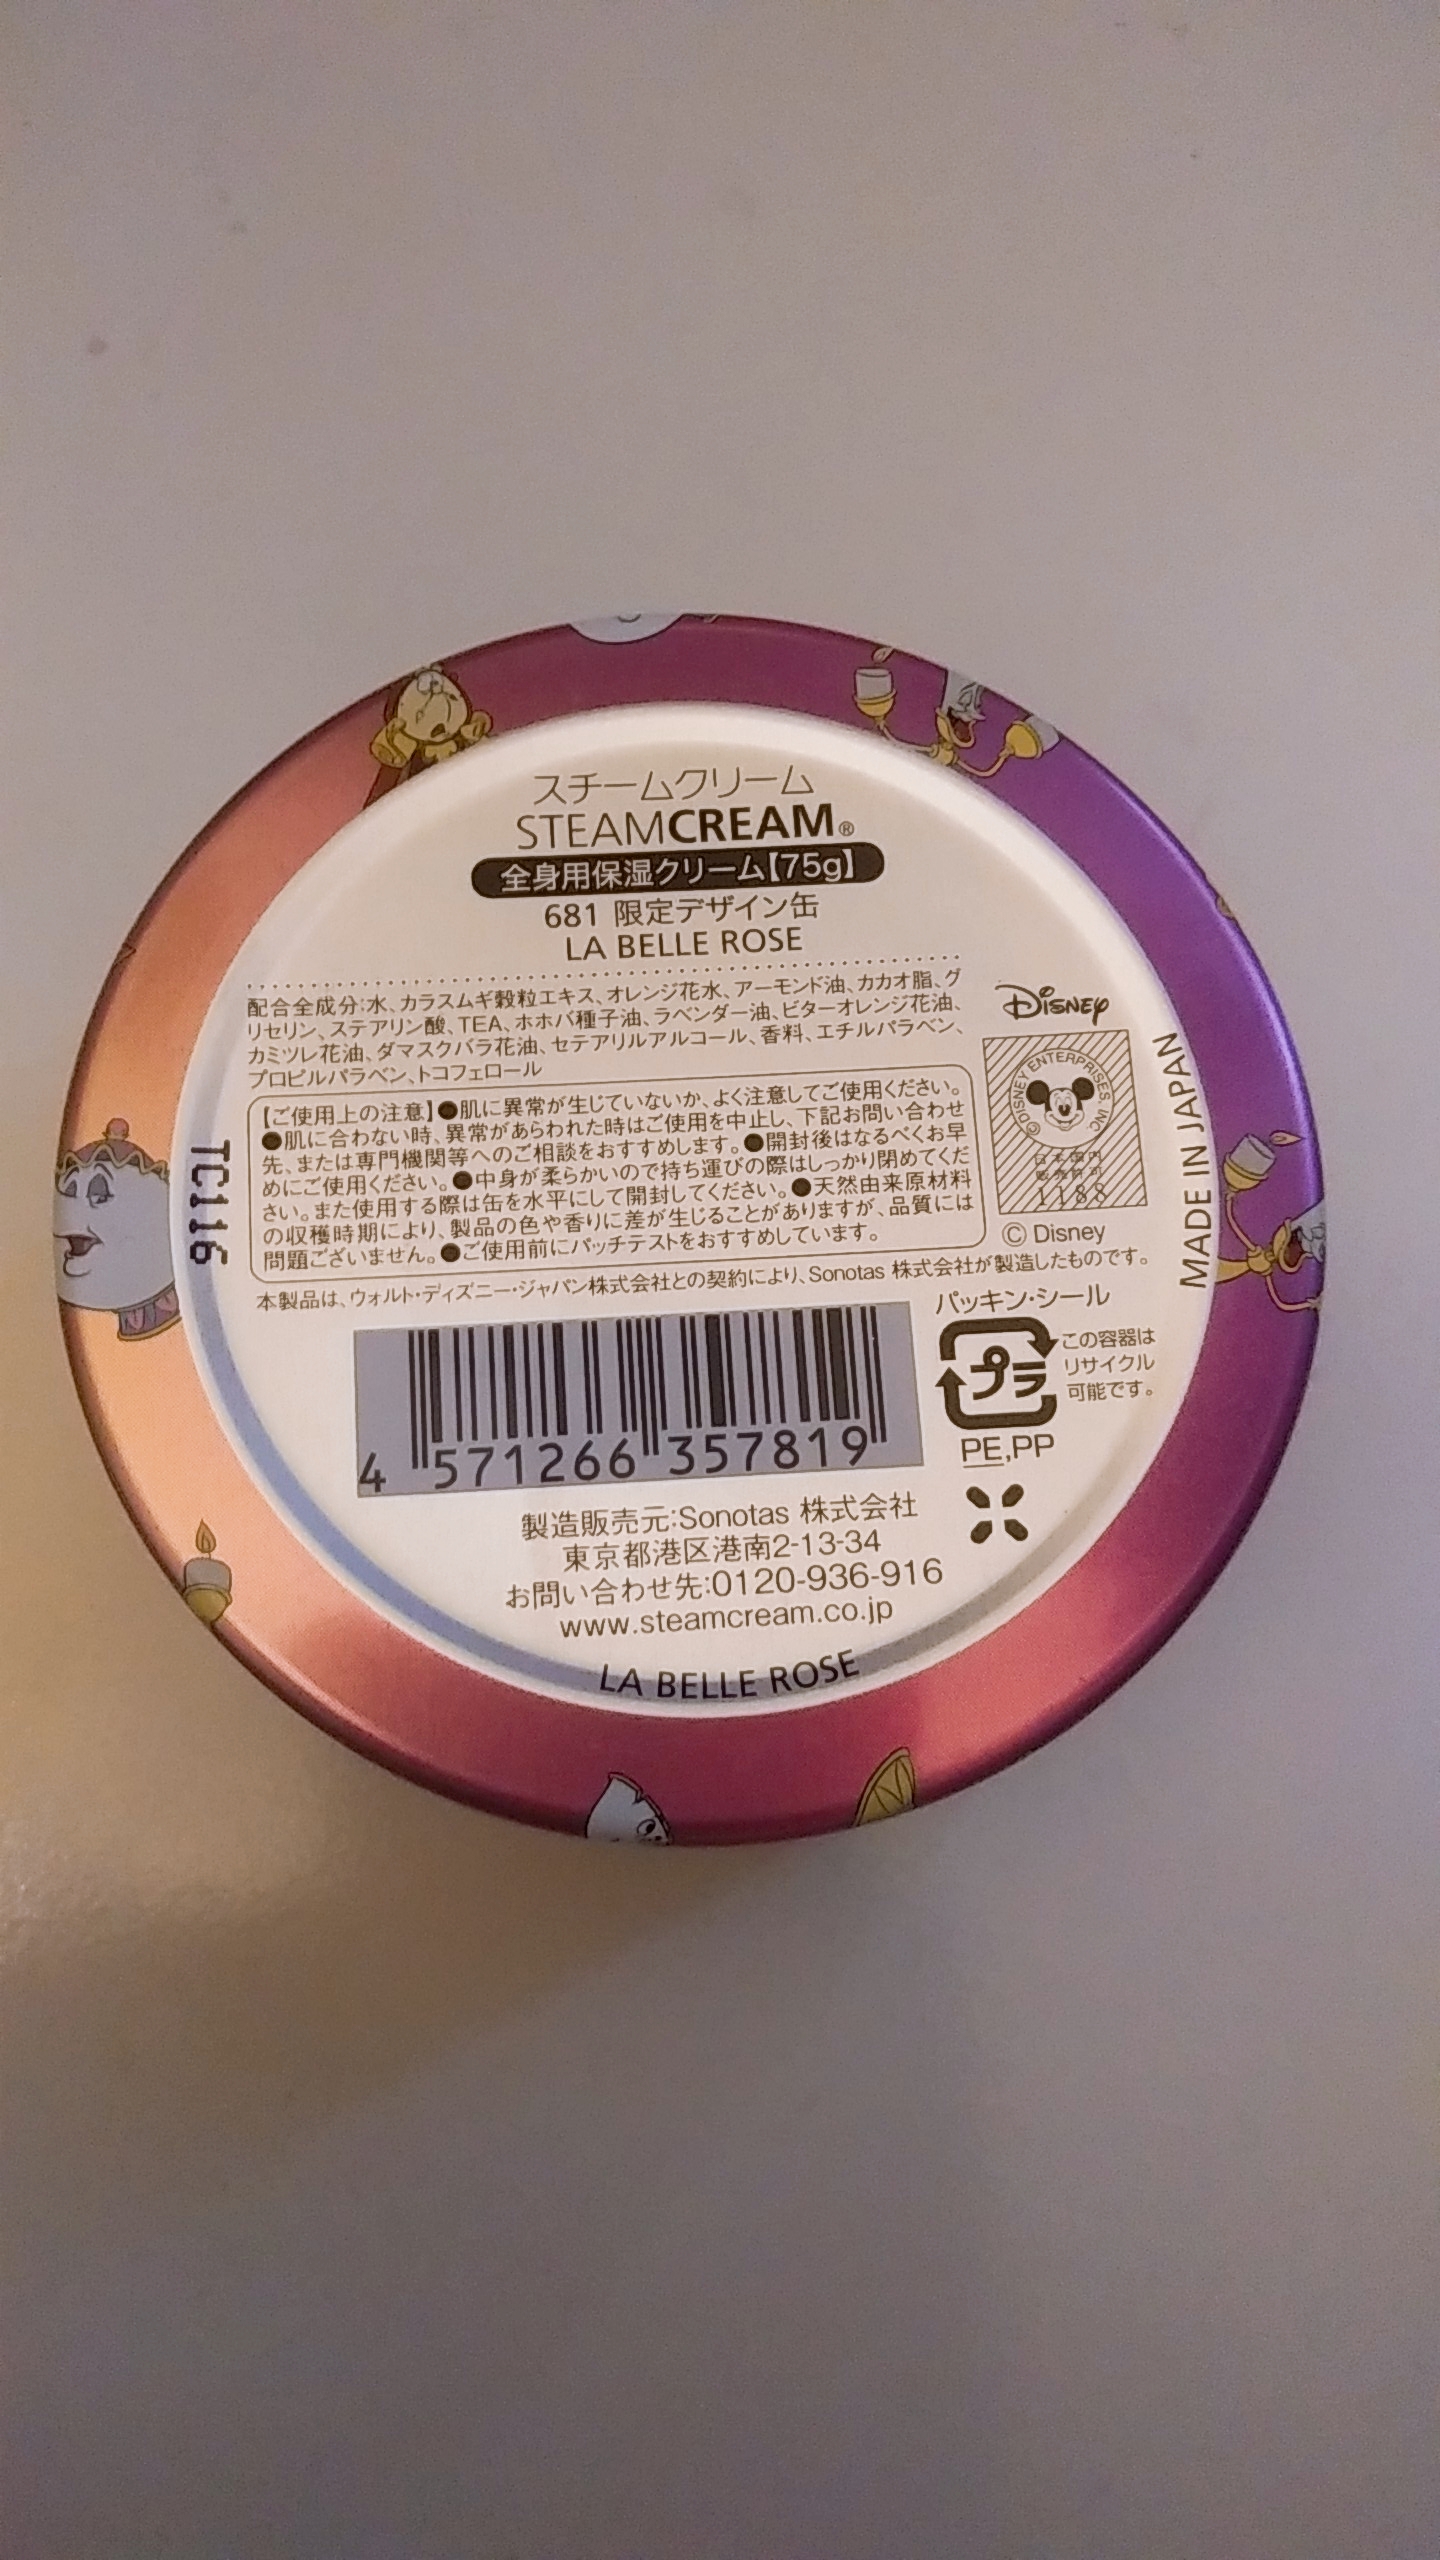 スチームクリーム
STEAMCREAM®
全身用保湿クリーム【75g】
681 限定デザイン缶
LA BELLE ROSE
配合全成分:水、カラスムギ穀粒エキス、オレンジ花水、アーモンド油、カカオ脂、グ
リセリン、ステアリン酸、TEA、ホホバ種子油、ラベンダー油、ビターオレンジ花油、
カミツレ花油、ダマスクバラ花油、セテアリルアルコール、香料、エチルパラベン、
プロピルパラベン、トコフェロール
【ご使用上の注意】●肌に異常が生じていないか、よく注意してご使用ください。
●肌に合わない時、異常があらわれた時はご使用を中止し、下記お問い合わせ
先、または専門機関等へのご相談をおすすめします。●開封後はなるべくお早
めにご使用ください。●中身が柔らかいので持ち運びの際はしっかり閉めてくだ
さい。また使用する際は缶を水平にして開封してください。●天然由来原材料
の収穫時期により、製品の色や香りに差が生じることがありますが、品質には
問題ございません。●ご使用前にパッチテストをおすすめしています。
Disney
© DISNEY ENTERPRISES, INC.
日本国内
販売許可
1188
© Disney
MADE IN JAPAN
TC116
本製品は、ウォルト・ディズニー・ジャパン株式会社との契約により、Sonotas 株式会社が製造したものです。
パッキン・シール
プラ
この容器は
リサイクル
可能です。
PE,PP
4 571266 357819
製造販売元:Sonotas 株式会社
東京都港区港南2-13-34
お問い合わせ先:0120-936-916
www.steamcream.co.jp
LA BELLE ROSE